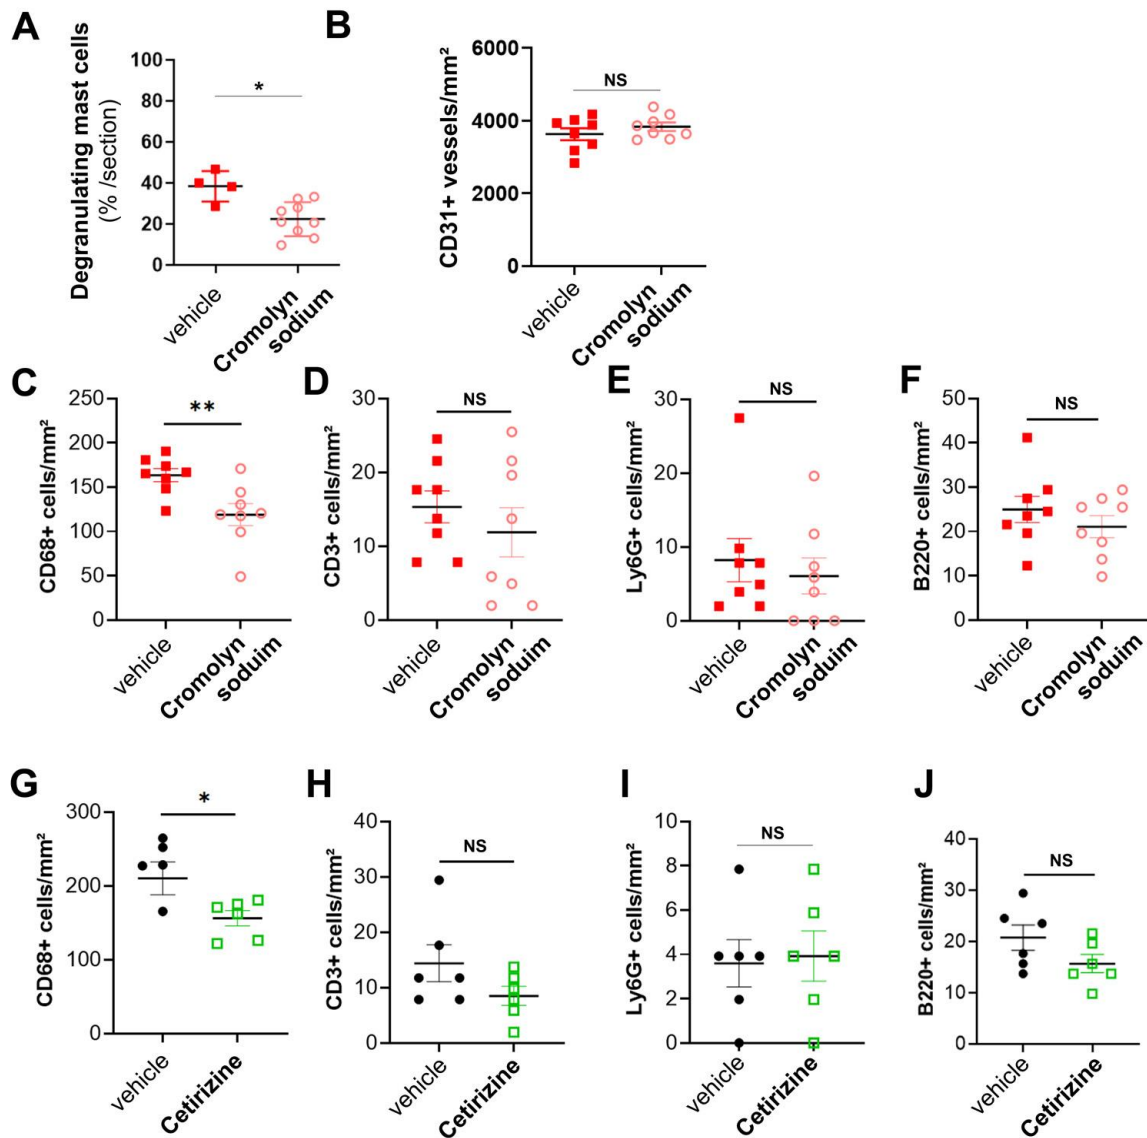 A
Degranulating mast cells
(% /section)
100
80
60
40
20
0
*
vehicle
Cromolyn
sodium
B
CD31+ vessels/mm²
6000
4000
2000
0
NS
vehicle
Cromolyn
sodium
C
CD68+ cells/mm²
250
200
150
100
50
0
**
vehicle
Cromolyn
soduim
D
CD3+ cells/mm²
30
20
10
0
NS
vehicle
Cromolyn
soduim
E
Ly6G+ cells/mm²
30
20
10
0
NS
vehicle
Cromolyn
soduim
F
B220+ cells/mm²
50
40
30
20
10
0
NS
vehicle
Cromolyn
soduim
G
CD68+ cells/mm²
300
200
100
0
*
vehicle
Cetirizine
H
CD3+ cells/mm²
40
30
20
10
0
NS
vehicle
Cetirizine
I
Ly6G+ cells/mm²
10
8
6
4
2
0
NS
vehicle
Cetirizine
J
B220+ cells/mm²
40
30
20
10
0
NS
vehicle
Cetirizine